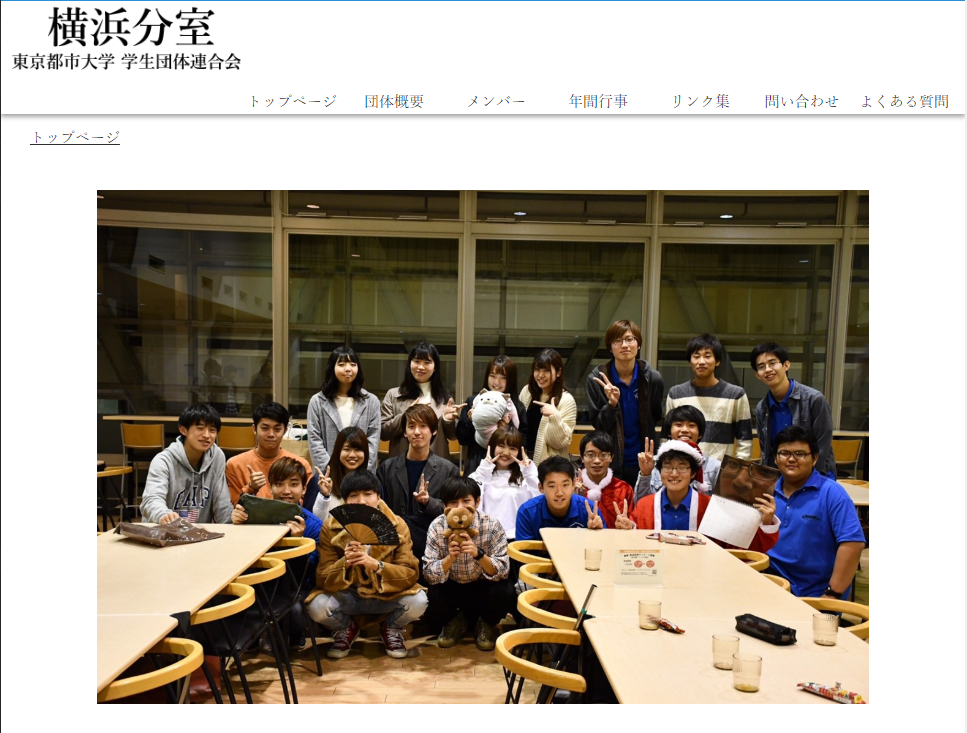 横浜分室
東京都市大学 学生団体連合会
トップページ 団体概要 メンバー 年間行事 リンク集 問い合わせ よくある質問
トップページ
GAP